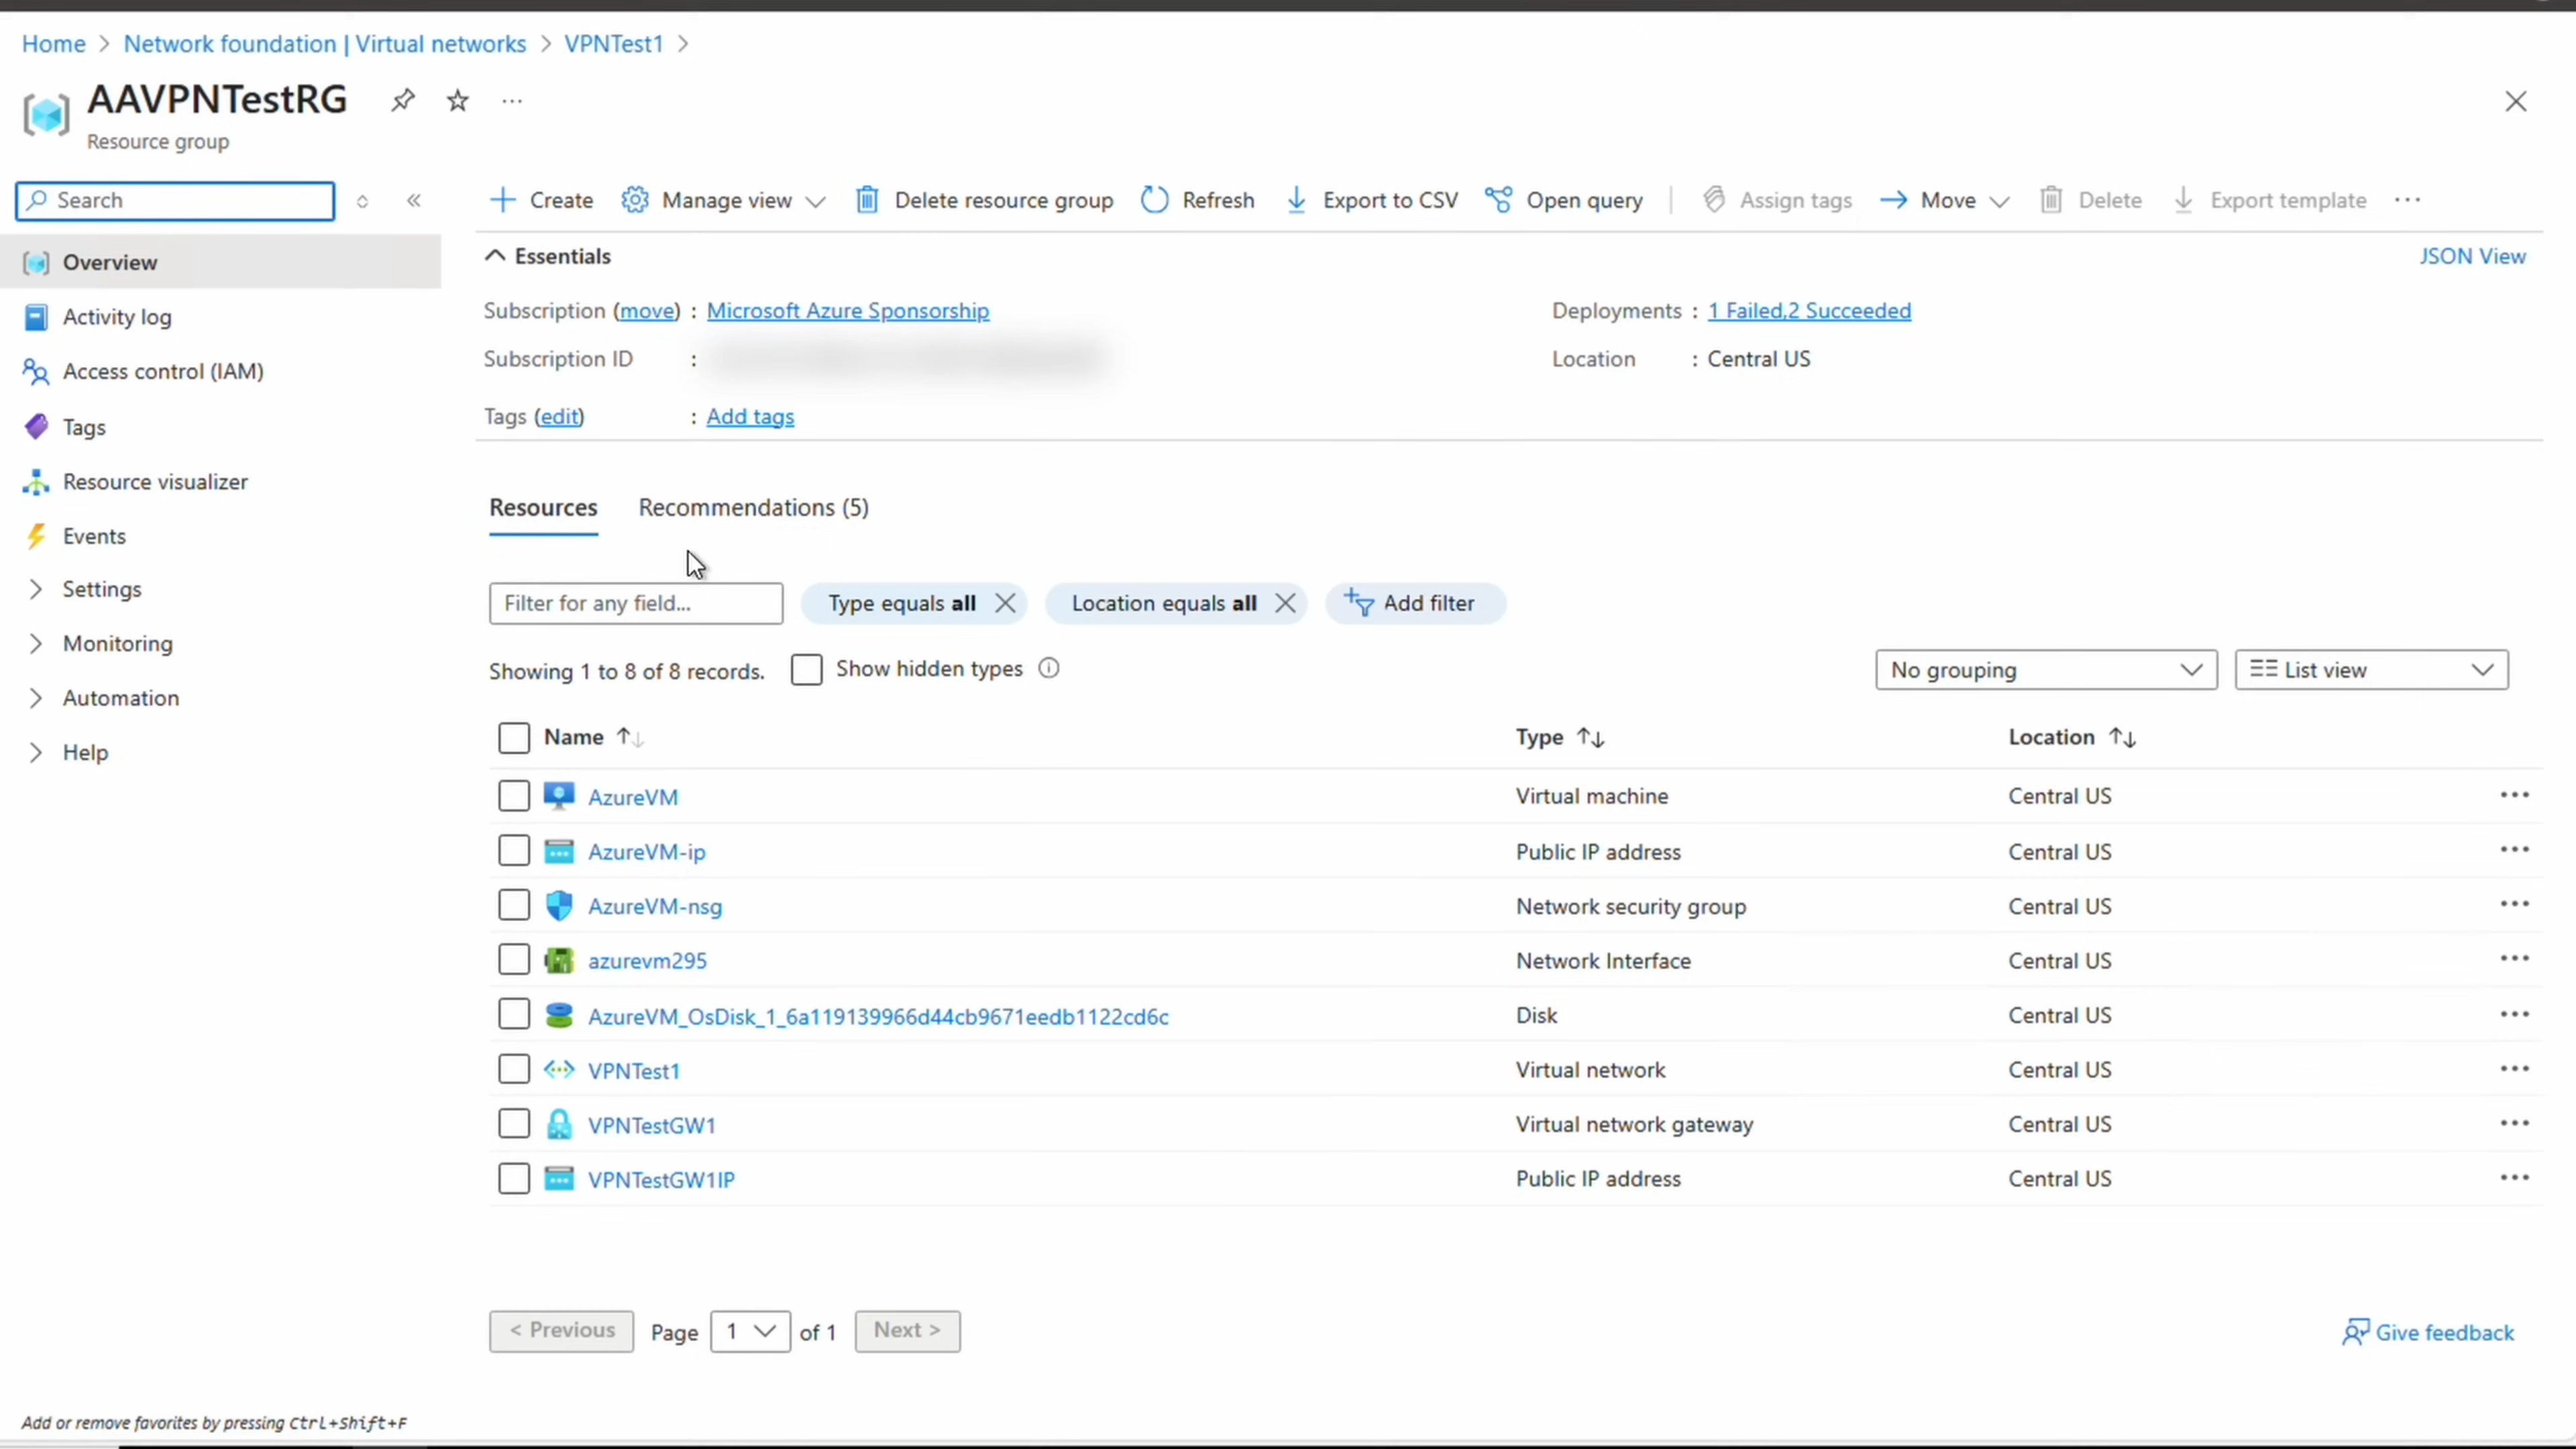 Home > Network foundation | Virtual networks > VPNTest1 >
AAVPNTestRG
Resource group
Search
Create Manage view Delete resource group Refresh Export to CSV Open query Assign tags Move Delete Export template
Overview
Activity log
Access control (IAM)
Tags
Resource visualizer
Events
Settings
Monitoring
Automation
Help
Essentials JSON View
Subscription (move) : Microsoft Azure Sponsorship Deployments : 1 Failed,2 Succeeded
Subscription ID : Location : Central US
Tags (edit) : Add tags
Resources Recommendations (5)
Filter for any field... Type equals all Location equals all Add filter
Showing 1 to 8 of 8 records. Show hidden types No grouping List view
Name Type Location
AzureVM Virtual machine Central US
AzureVM-ip Public IP address Central US
AzureVM-nsg Network security group Central US
azurevm295 Network Interface Central US
AzureVM_OsDisk_1_6a119139966d44cb9671eedb1122cd6c Disk Central US
VPNTest1 Virtual network Central US
VPNTestGW1 Virtual network gateway Central US
VPNTestGW1IP Public IP address Central US
< Previous Page 1 of 1 Next > Give feedback
Add or remove favorites by pressing Ctrl+Shift+F